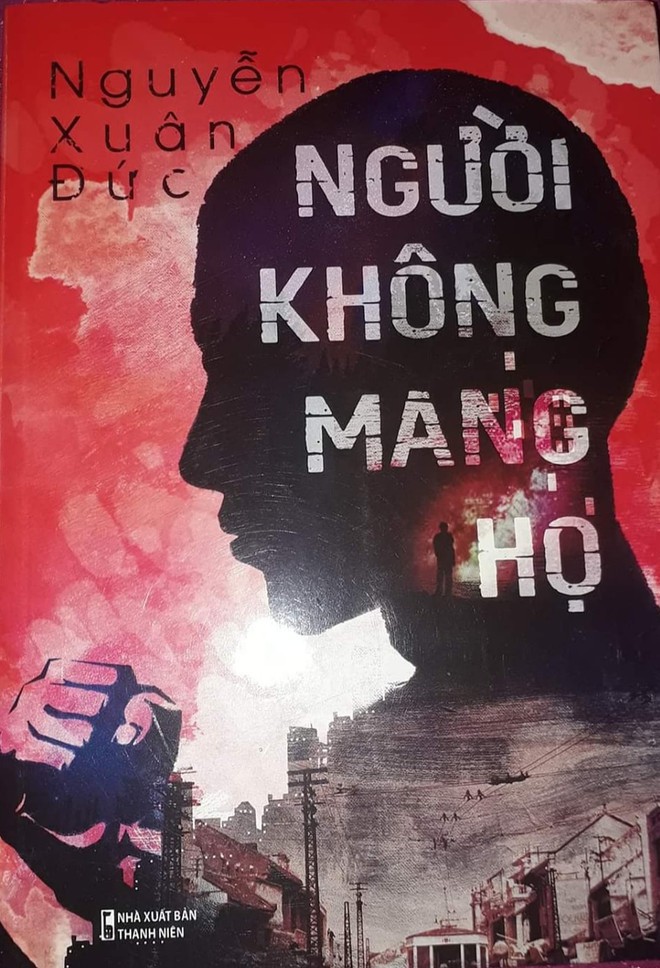 Nguyễn
Xuân
Đức
NGƯỜI
KHÔNG
MANG
HỌ
NHÀ XUẤT BẢN
THANH NIÊN